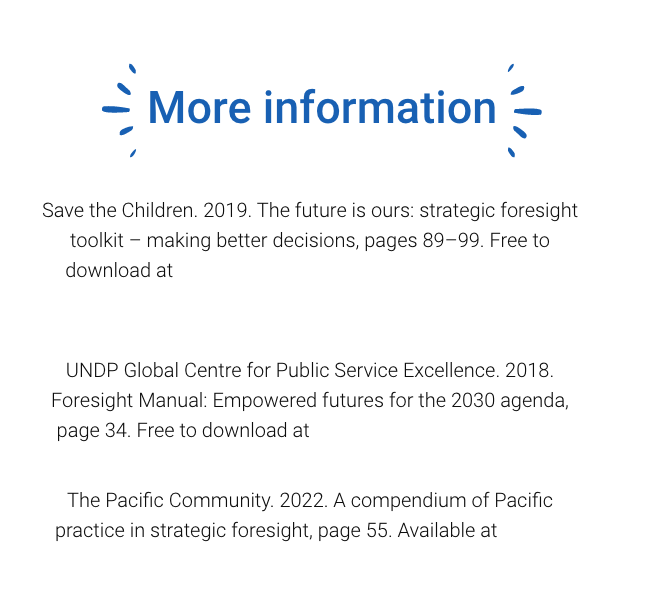 More information
Save the Children. 2019. The future is ours: strategic foresight
toolkit – making better decisions, pages 89–99. Free to
download at
UNDP Global Centre for Public Service Excellence. 2018.
Foresight Manual: Empowered futures for the 2030 agenda,
page 34. Free to download at
The Pacific Community. 2022. A compendium of Pacific
practice in strategic foresight, page 55. Available at